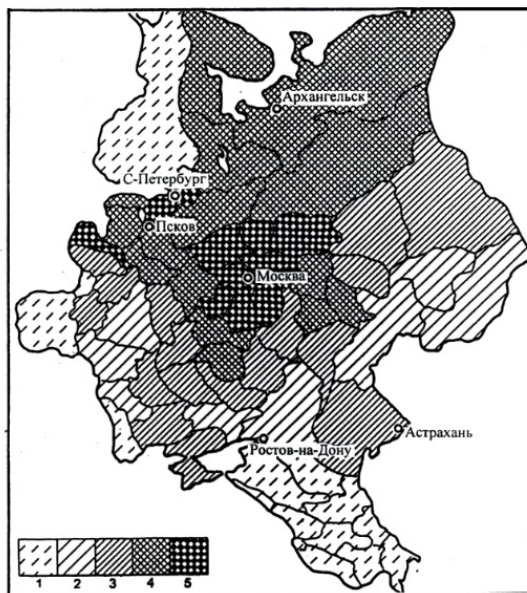 Архангельск
С-Петербург
Псков
Москва
Астрахань
Ростов-на-Дону
1 2 3 4 5